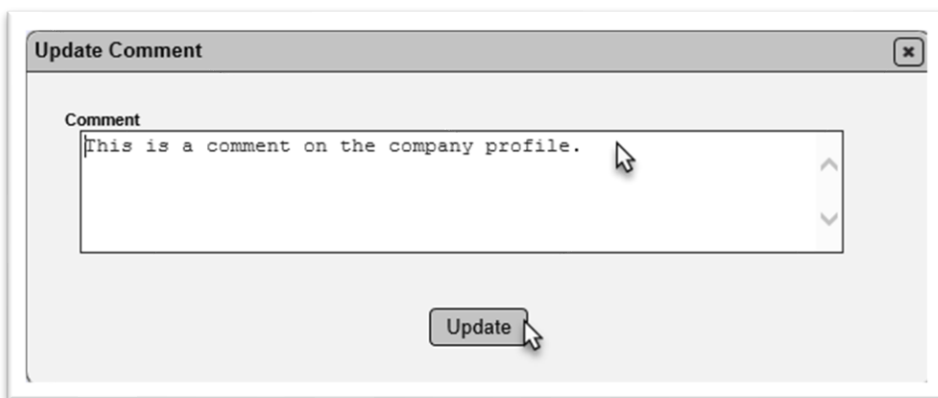 Update Comment
Comment
This is a comment on the company profile.
Update